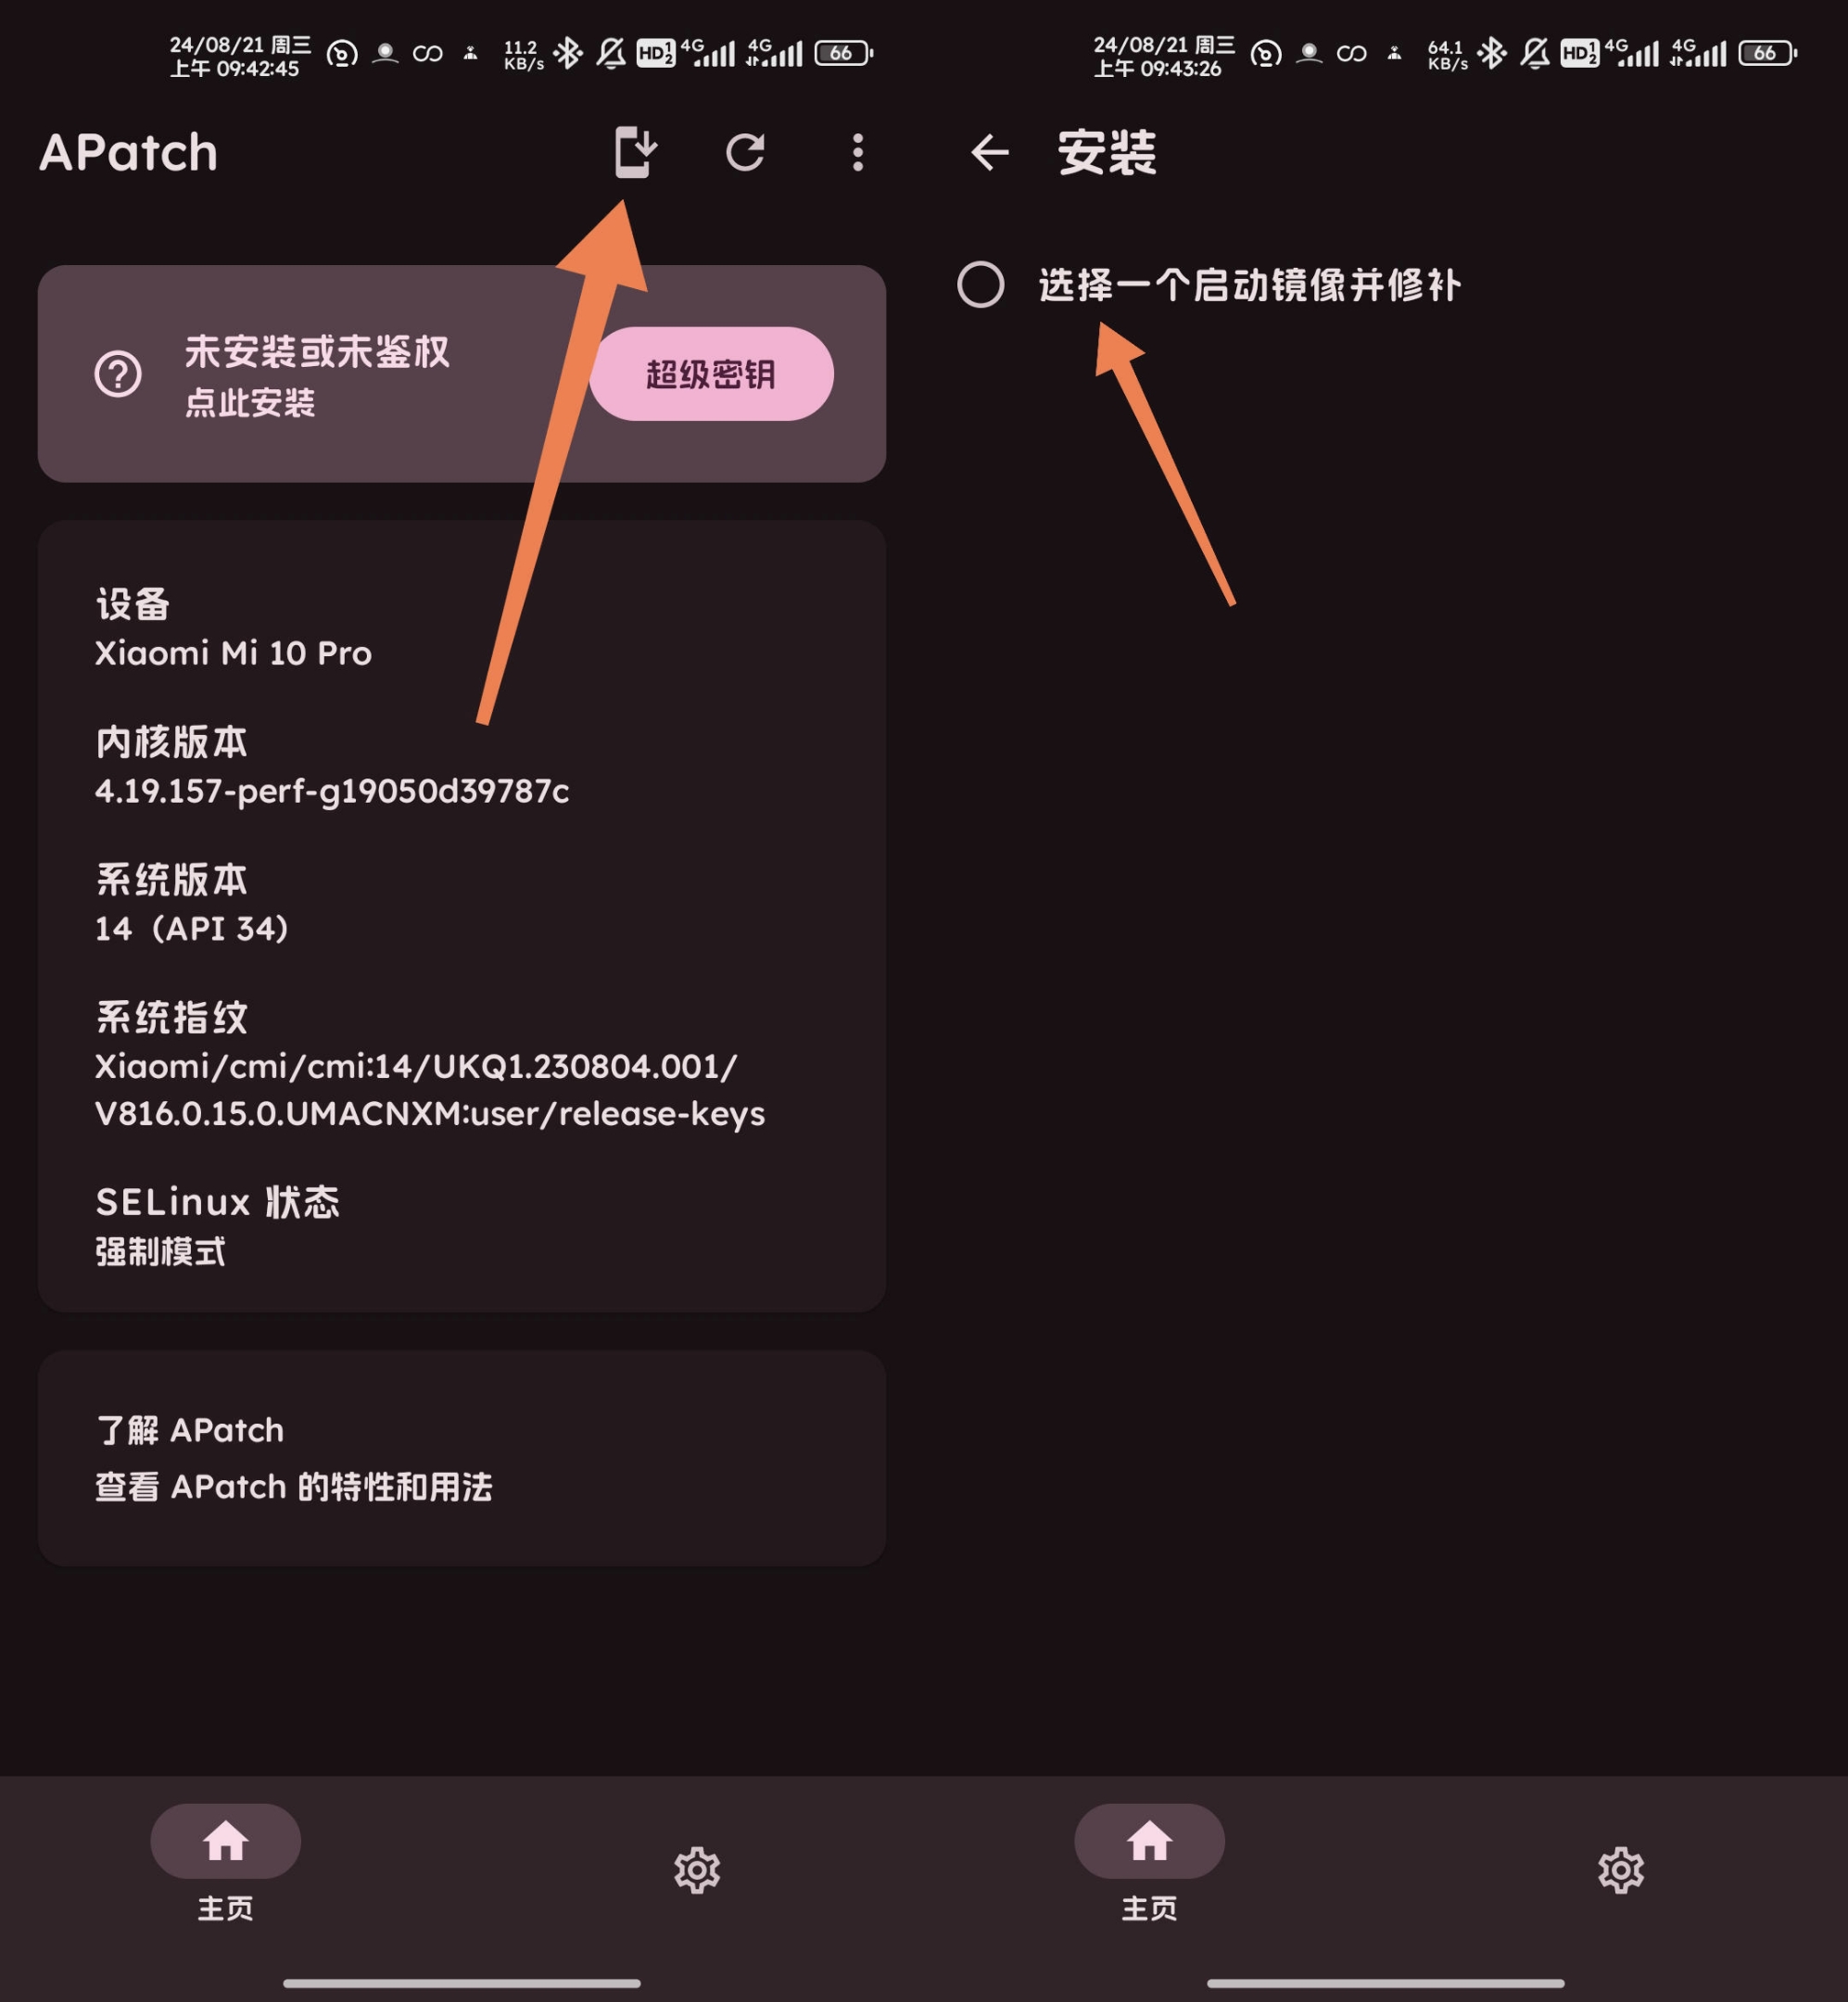 24/08/21 周三
上午 09:42:45
11.2
KB/s
HD 1 2
4G
4G
66
APatch
未安装或未鉴权
点此安装
超级密钥
设备
Xiaomi Mi 10 Pro
内核版本
4.19.157-perf-g19050d39787c
系统版本
14（API 34）
系统指纹
Xiaomi/cmi/cmi:14/UKQ1.230804.001/
V816.0.15.0.UMACNXM:user/release-keys
SELinux 状态
强制模式
了解 APatch
查看 APatch 的特性和用法
主页
24/08/21 周三
上午 09:43:26
64.1
KB/s
HD 1 2
4G
4G
66
安装
选择一个启动镜像并修补
主页